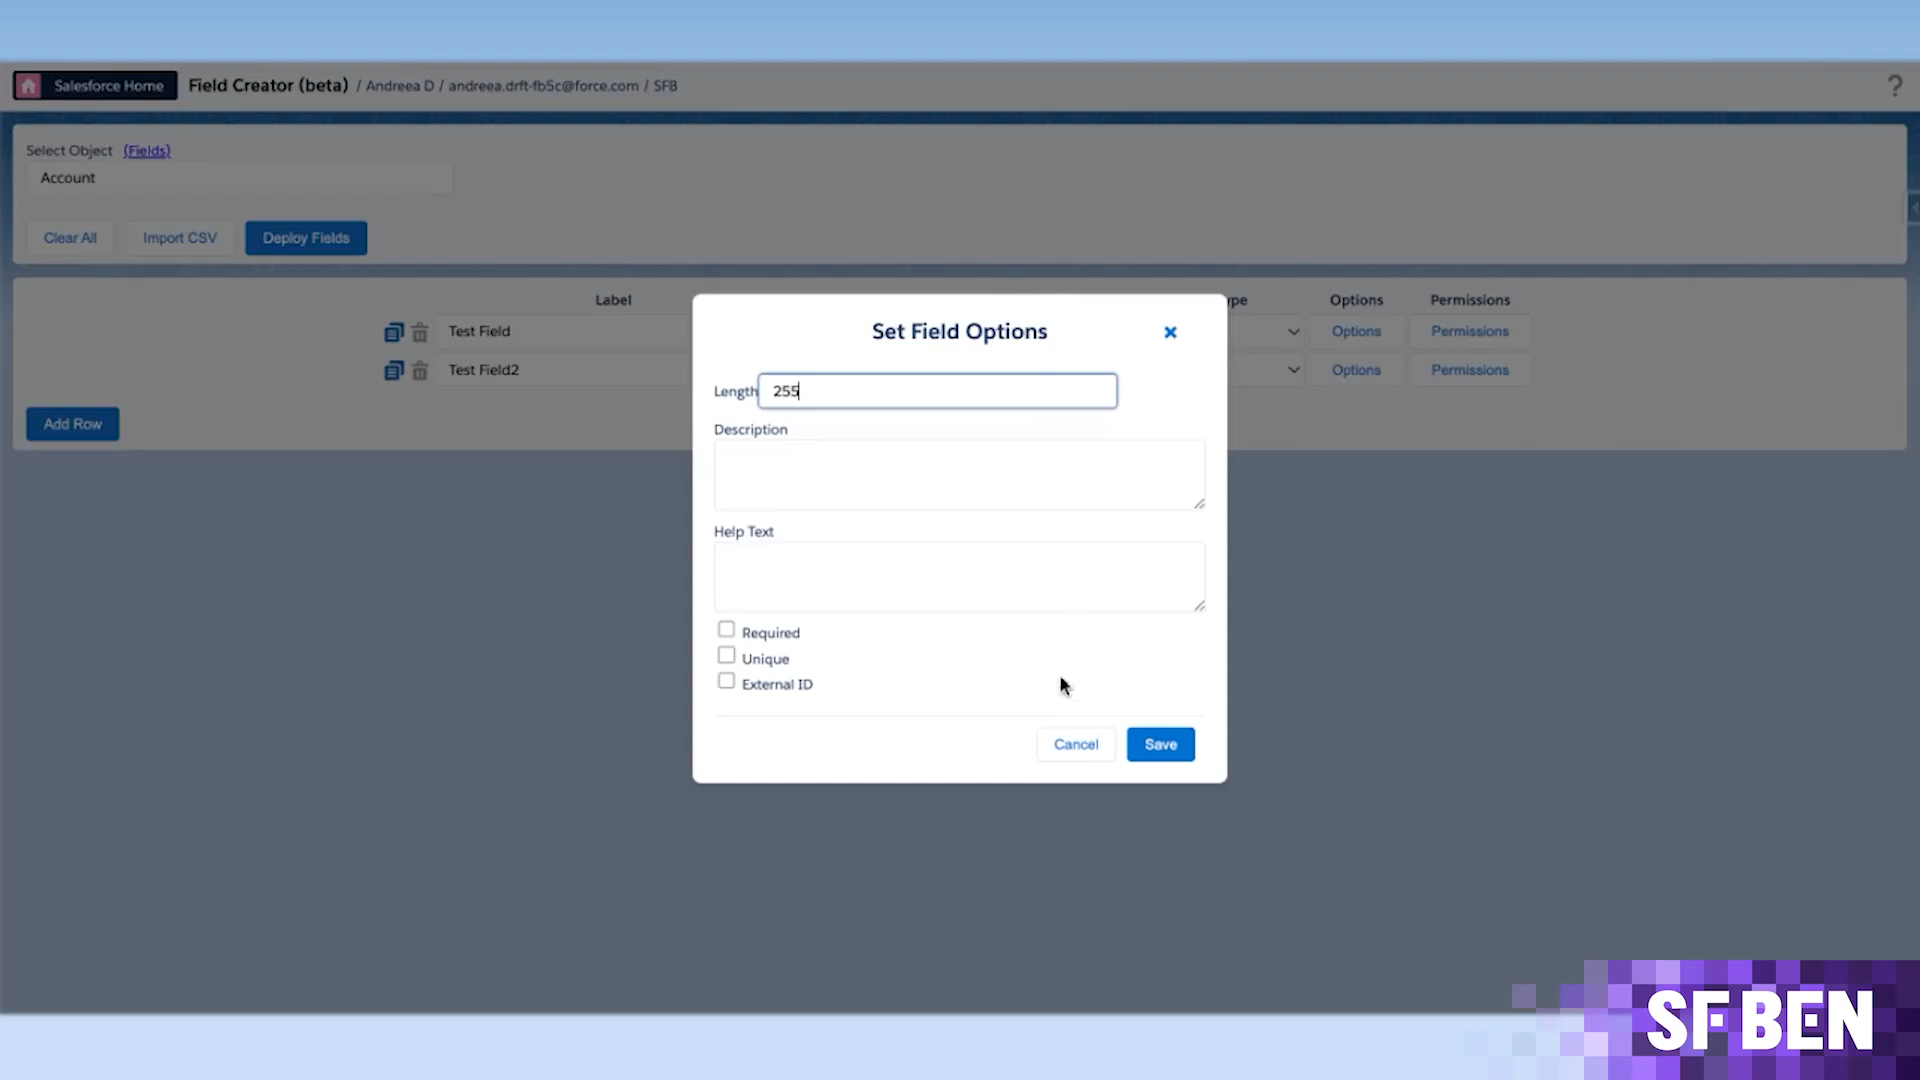 Salesforce Home Field Creator (beta) / Andreea D / andreea.drft-fb5c@force.com / SFB ?
Select Object (Fields)
Account
Clear All Import CSV Deploy Fields
Label ype Options Permissions
Test Field Options Permissions
Test Field2 Options Permissions
Add Row
Set Field Options
Length 255
Description
Help Text
Required
Unique
External ID
Cancel Save
SF BEN